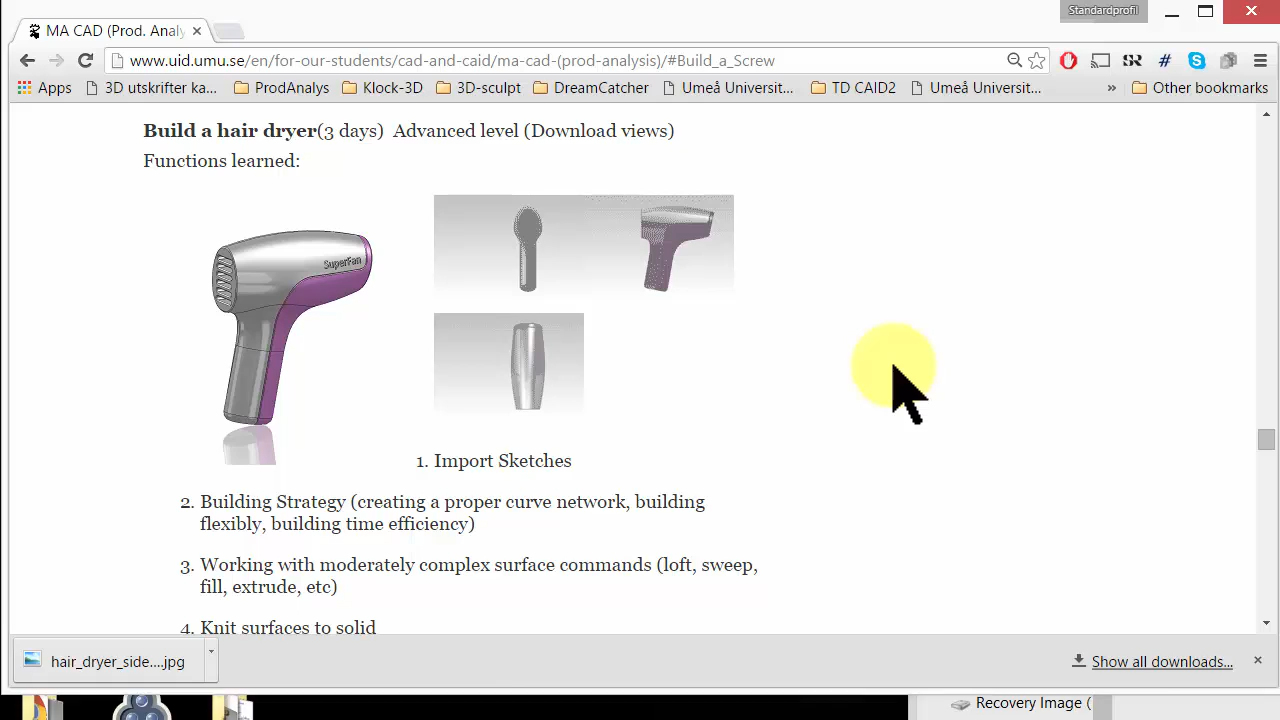 Standardprofil
MA CAD (Prod. Analy
www.uid.umu.se/en/for-our-students/cad-and-caid/ma-cad-(prod-analysis)/#Build_a_Screw
Apps 3D utskrifter ka... ProdAnalys Klock-3D 3D-sculpt DreamCatcher Umeå Universit... TD CAID2 Umeå Universit... » Other bookmarks
Build a hair dryer(3 days) Advanced level (Download views)
Functions learned:
SuperFan
1. Import Sketches
2. Building Strategy (creating a proper curve network, building
flexibly, building time efficiency)
3. Working with moderately complex surface commands (loft, sweep,
fill, extrude, etc)
4. Knit surfaces to solid
hair_dryer_side....jpg
Show all downloads...
Recovery Image (